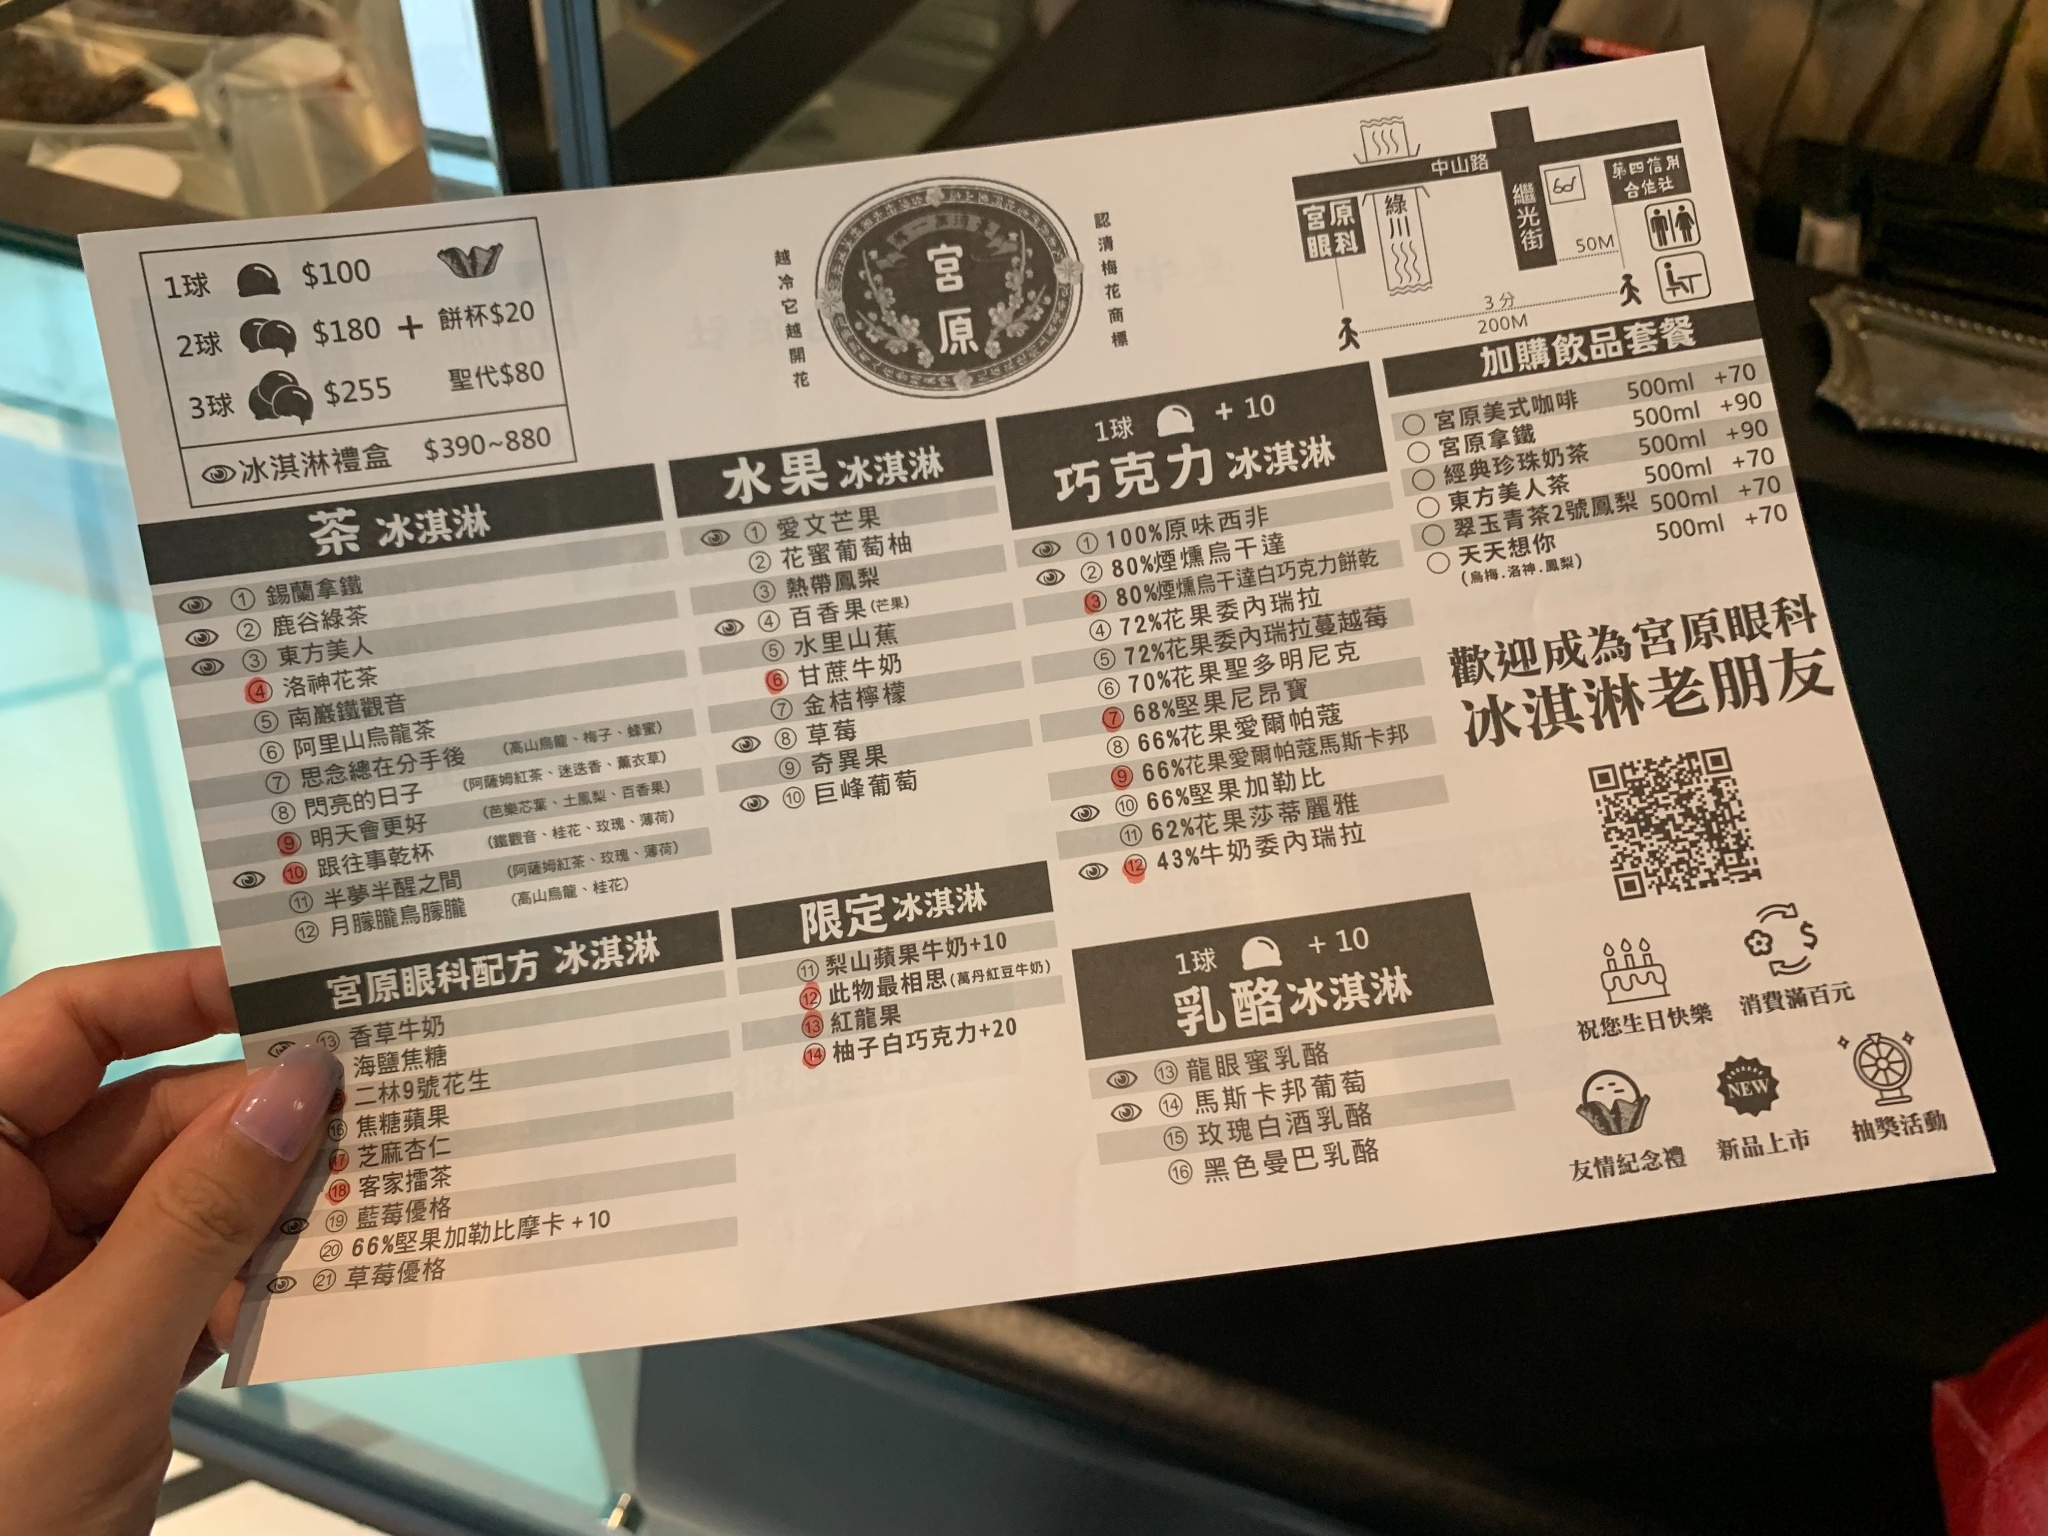 1球 $100
2球 $180 + 餅杯$20
3球 $255 聖代$80
冰淇淋禮盒 $390~880
越冷它越開花
宮原
認清梅花商標
中山路
繼光街
綠川
宮原眼科
第四信用合作社
50M
3分
200M
茶 冰淇淋
① 錫蘭拿鐵
② 鹿谷綠茶
③ 東方美人
④ 洛神花茶
⑤ 南巖鐵觀音
⑥ 阿里山烏龍茶
⑦ 思念總在分手後 (高山烏龍、梅子、蜂蜜)
⑧ 閃亮的日子 (阿薩姆紅茶、迷迭香、薰衣草)
⑨ 明天會更好 (芭樂芯葉、土鳳梨、百香果)
⑩ 跟往事乾杯 (鐵觀音、桂花、玫瑰、薄荷)
⑪ 半夢半醒之間 (阿薩姆紅茶、玫瑰、薄荷)
⑫ 月朦朧鳥朦朧 (高山烏龍、桂花)
宮原眼科配方 冰淇淋
⑬ 香草牛奶
海鹽焦糖
二林9號花生
⑯ 焦糖蘋果
⑰ 芝麻杏仁
⑱ 客家擂茶
⑲ 藍莓優格
⑳ 66%堅果加勒比摩卡 +10
㉑ 草莓優格
水果 冰淇淋
① 愛文芒果
② 花蜜葡萄柚
③ 熱帶鳳梨
④ 百香果(芒果)
⑤ 水里山蕉
⑥ 甘蔗牛奶
⑦ 金桔檸檬
⑧ 草莓
⑨ 奇異果
⑩ 巨峰葡萄
限定 冰淇淋
⑪ 梨山蘋果牛奶+10
⑫ 此物最相思(萬丹紅豆牛奶)
⑬ 紅龍果
⑭ 柚子白巧克力+20
1球 + 10
巧克力 冰淇淋
① 100%原味西非
② 80%煙燻烏干達
③ 80%煙燻烏干達白巧克力餅乾
④ 72%花果委內瑞拉
⑤ 72%花果委內瑞拉蔓越莓
⑥ 70%花果聖多明尼克
⑦ 68%堅果尼昂寶
⑧ 66%花果愛爾帕蔻
⑨ 66%花果愛爾帕蔻馬斯卡邦
⑩ 66%堅果加勒比
⑪ 62%花果莎蒂麗雅
⑫ 43%牛奶委內瑞拉
1球 + 10
乳酪冰淇淋
⑬ 龍眼蜜乳酪
⑭ 馬斯卡邦葡萄
⑮ 玫瑰白酒乳酪
⑯ 黑色曼巴乳酪
加購飲品套餐
宮原美式咖啡 500ml +70
宮原拿鐵 500ml +90
經典珍珠奶茶 500ml +90
東方美人茶 500ml +70
翠玉青茶2號鳳梨 500ml +70
天天想你 500ml +70
(烏梅.洛神.鳳梨)
歡迎成為宮原眼科
冰淇淋老朋友
祝您生日快樂
$
消費滿百元
友情紀念禮
NEW
新品上市
抽獎活動